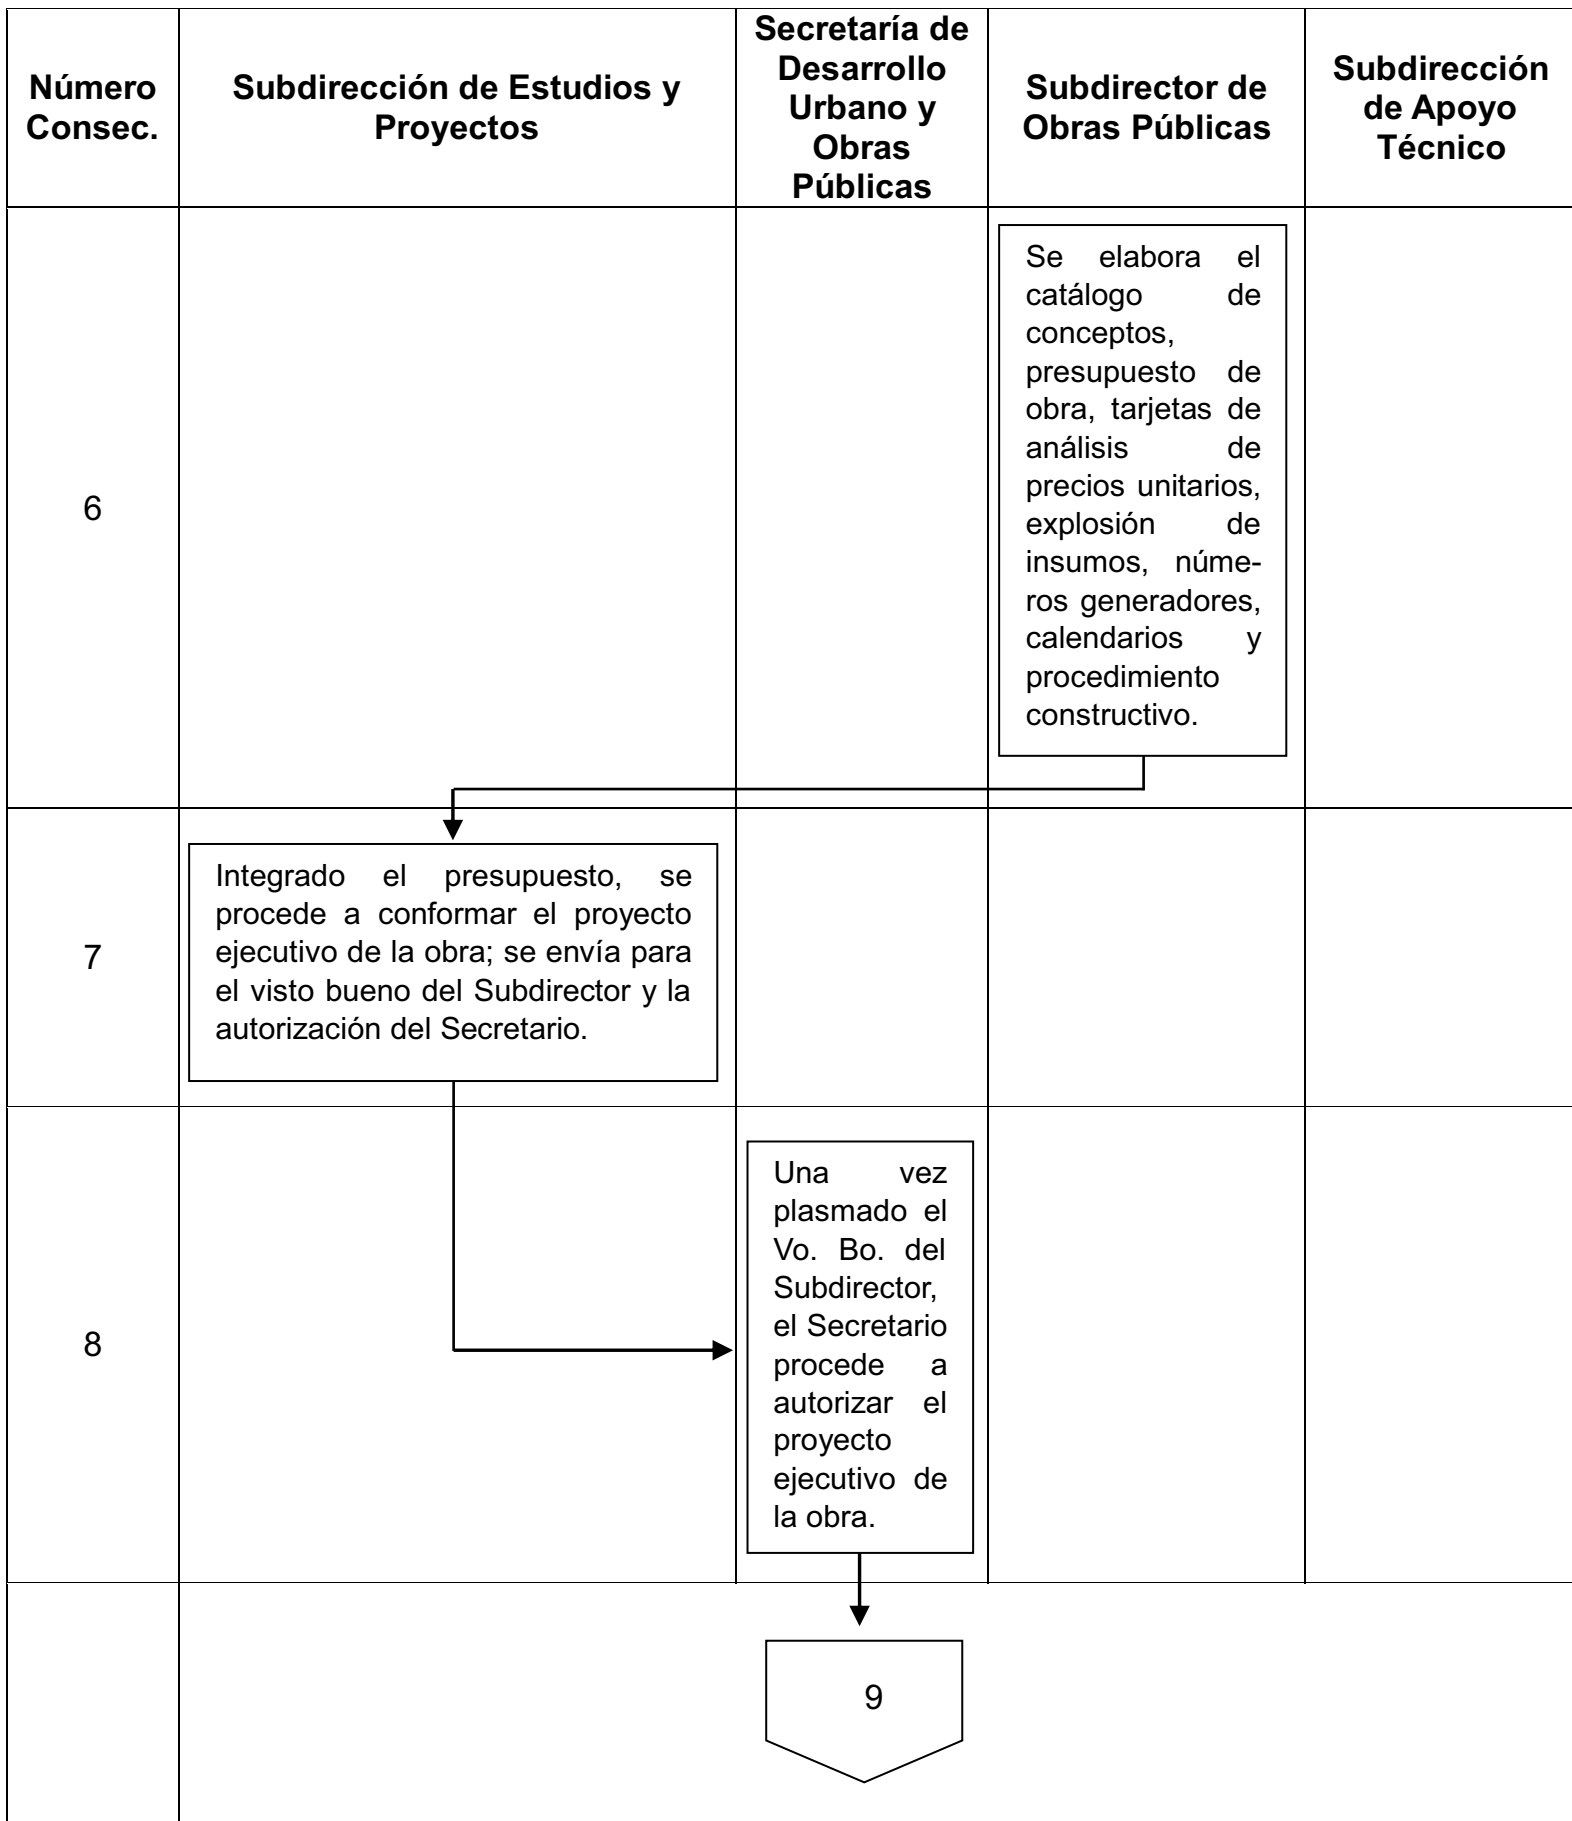 Número
Consec.
Subdirección de Estudios y
Proyectos
Secretaría de
Desarrollo
Urbano y
Obras
Públicas
Subdirector de
Obras Públicas
Subdirección
de Apoyo
Técnico
6
Se elabora el
catálogo de
conceptos,
presupuesto de
obra, tarjetas de
análisis de
precios unitarios,
explosión de
insumos, núme-
ros generadores,
calendarios y
procedimiento
constructivo.
7
Integrado el presupuesto, se
procede a conformar el proyecto
ejecutivo de la obra; se envía para
el visto bueno del Subdirector y la
autorización del Secretario.
8
Una vez
plasmado el
Vo. Bo. del
Subdirector,
el Secretario
procede a
autorizar el
proyecto
ejecutivo de
la obra.
9